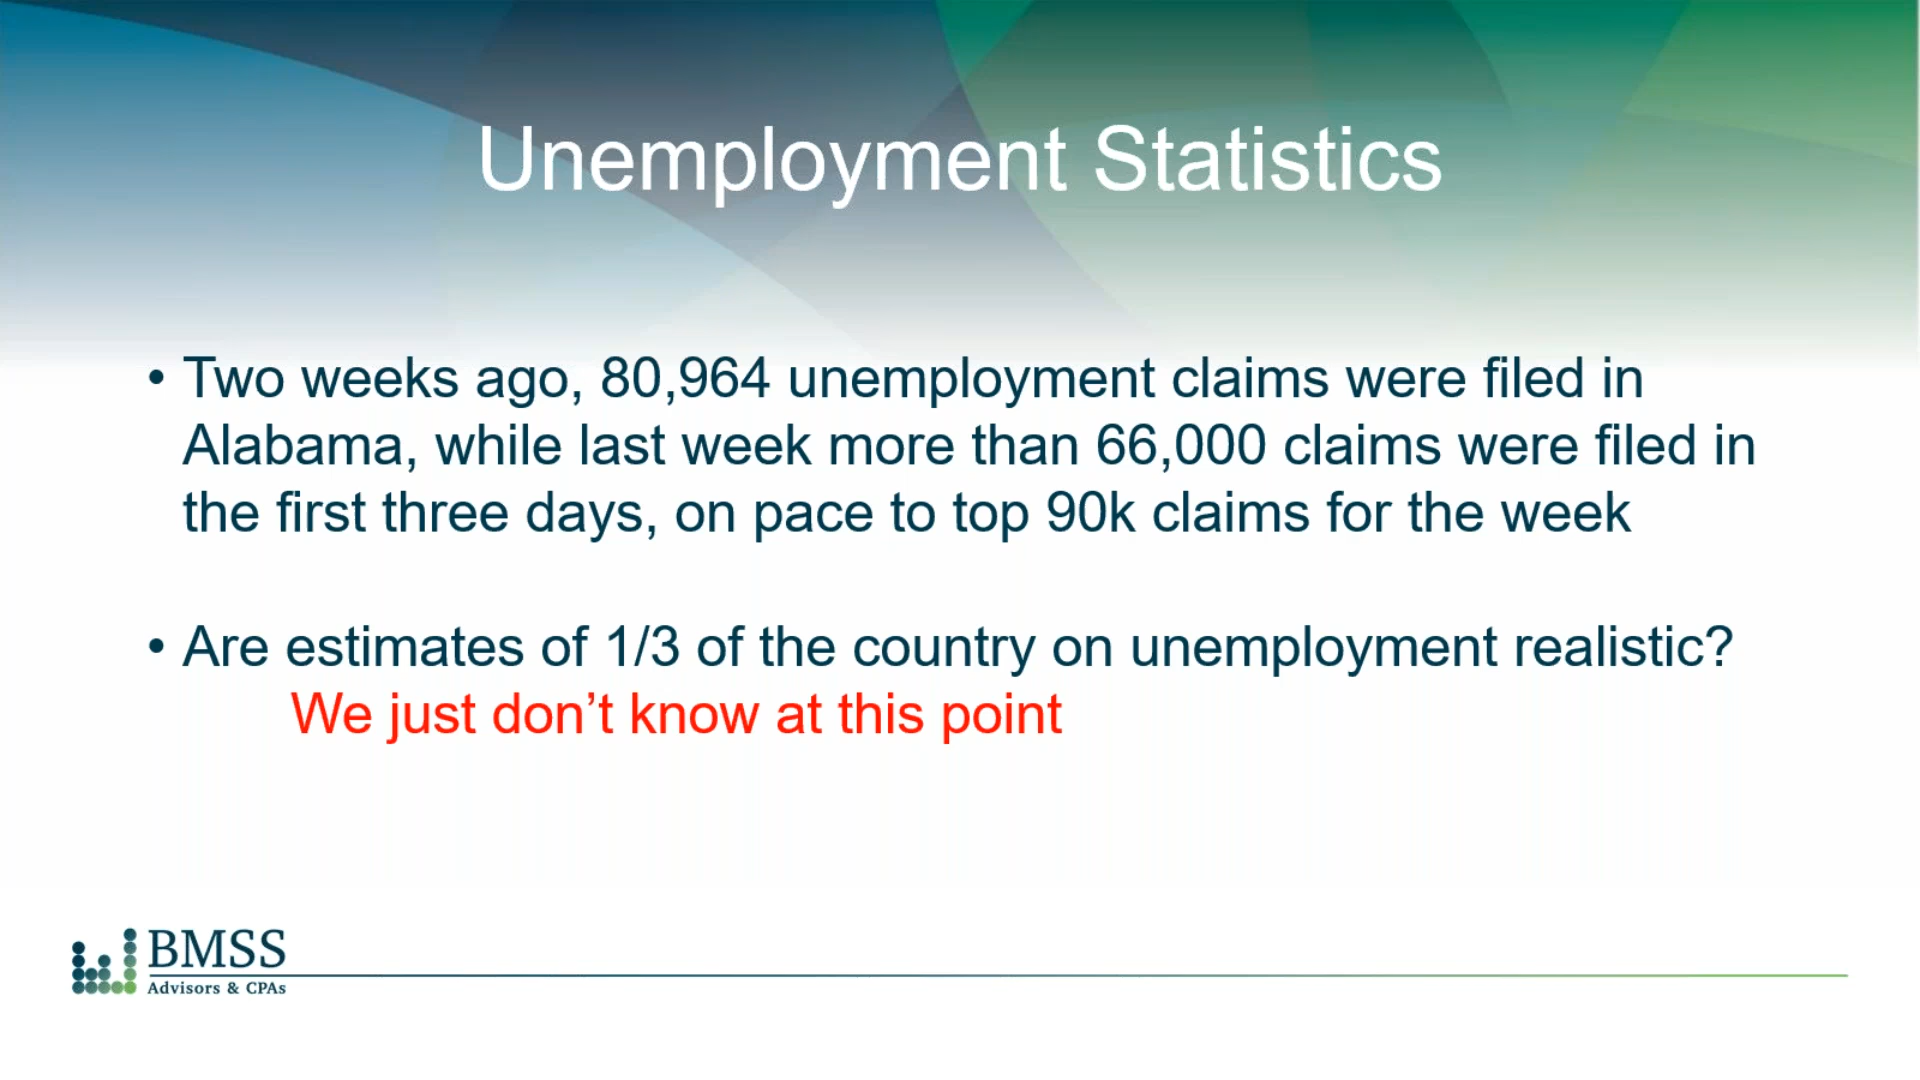 Unemployment Statistics
• Two weeks ago, 80,964 unemployment claims were filed in
Alabama, while last week more than 66,000 claims were filed in
the first three days, on pace to top 90k claims for the week
• Are estimates of 1/3 of the country on unemployment realistic?
We just don’t know at this point
BMSS
Advisors & CPAs